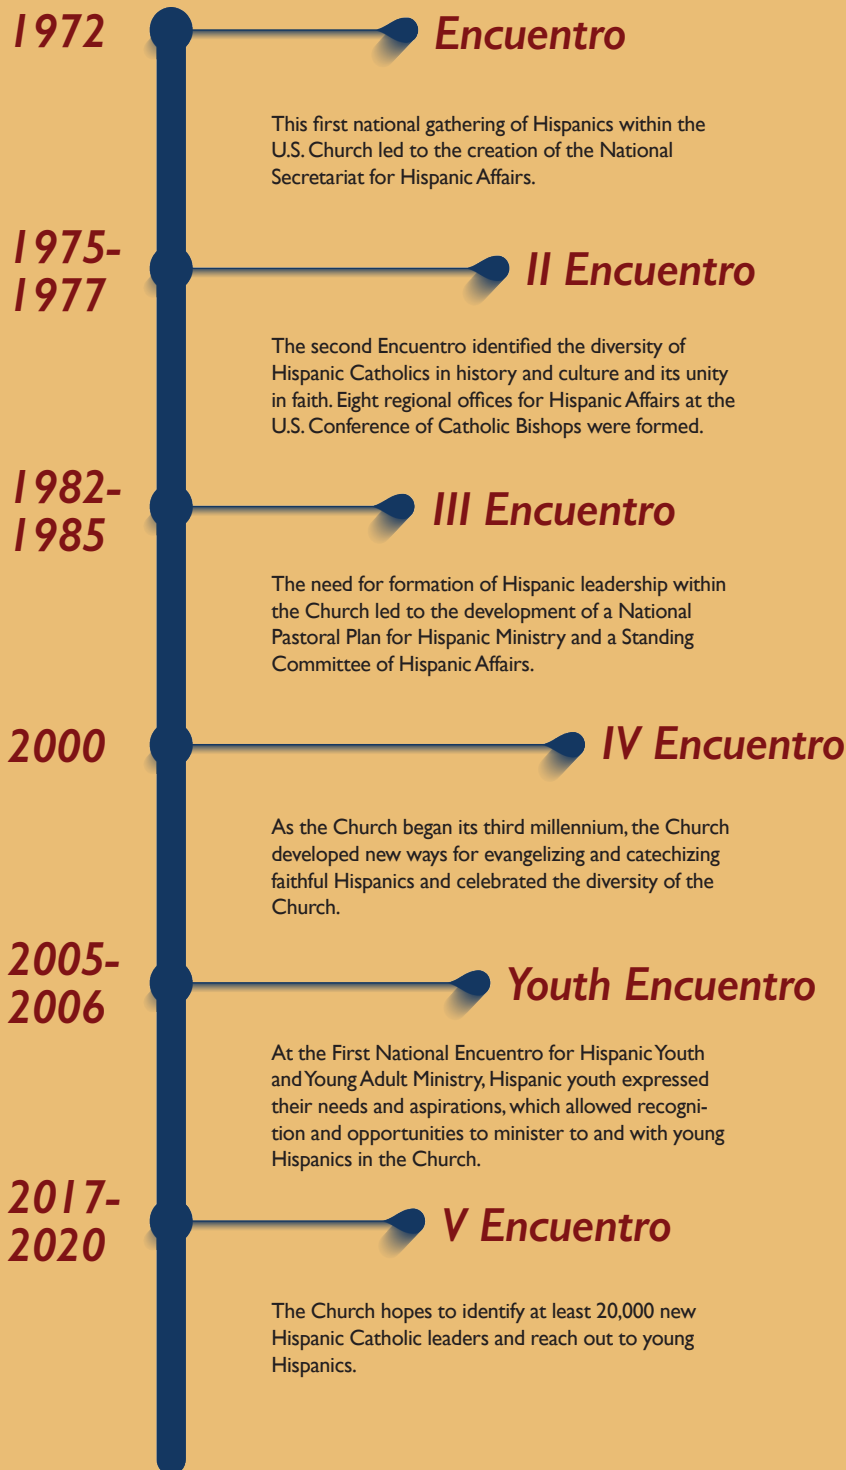 1972
Encuentro
This first national gathering of Hispanics within the
U.S. Church led to the creation of the National
Secretariat for Hispanic Affairs.
1975-
1977
II Encuentro
The second Encuentro identified the diversity of
Hispanic Catholics in history and culture and its unity
in faith. Eight regional offices for Hispanic Affairs at the
U.S. Conference of Catholic Bishops were formed.
1982-
1985
III Encuentro
The need for formation of Hispanic leadership within
the Church led to the development of a National
Pastoral Plan for Hispanic Ministry and a Standing
Committee of Hispanic Affairs.
2000
IV Encuentro
As the Church began its third millennium, the Church
developed new ways for evangelizing and catechizing
faithful Hispanics and celebrated the diversity of the
Church.
2005-
2006
Youth Encuentro
At the First National Encuentro for Hispanic Youth
and Young Adult Ministry, Hispanic youth expressed
their needs and aspirations, which allowed recogni-
tion and opportunities to minister to and with young
Hispanics in the Church.
2017-
2020
V Encuentro
The Church hopes to identify at least 20,000 new
Hispanic Catholic leaders and reach out to young
Hispanics.